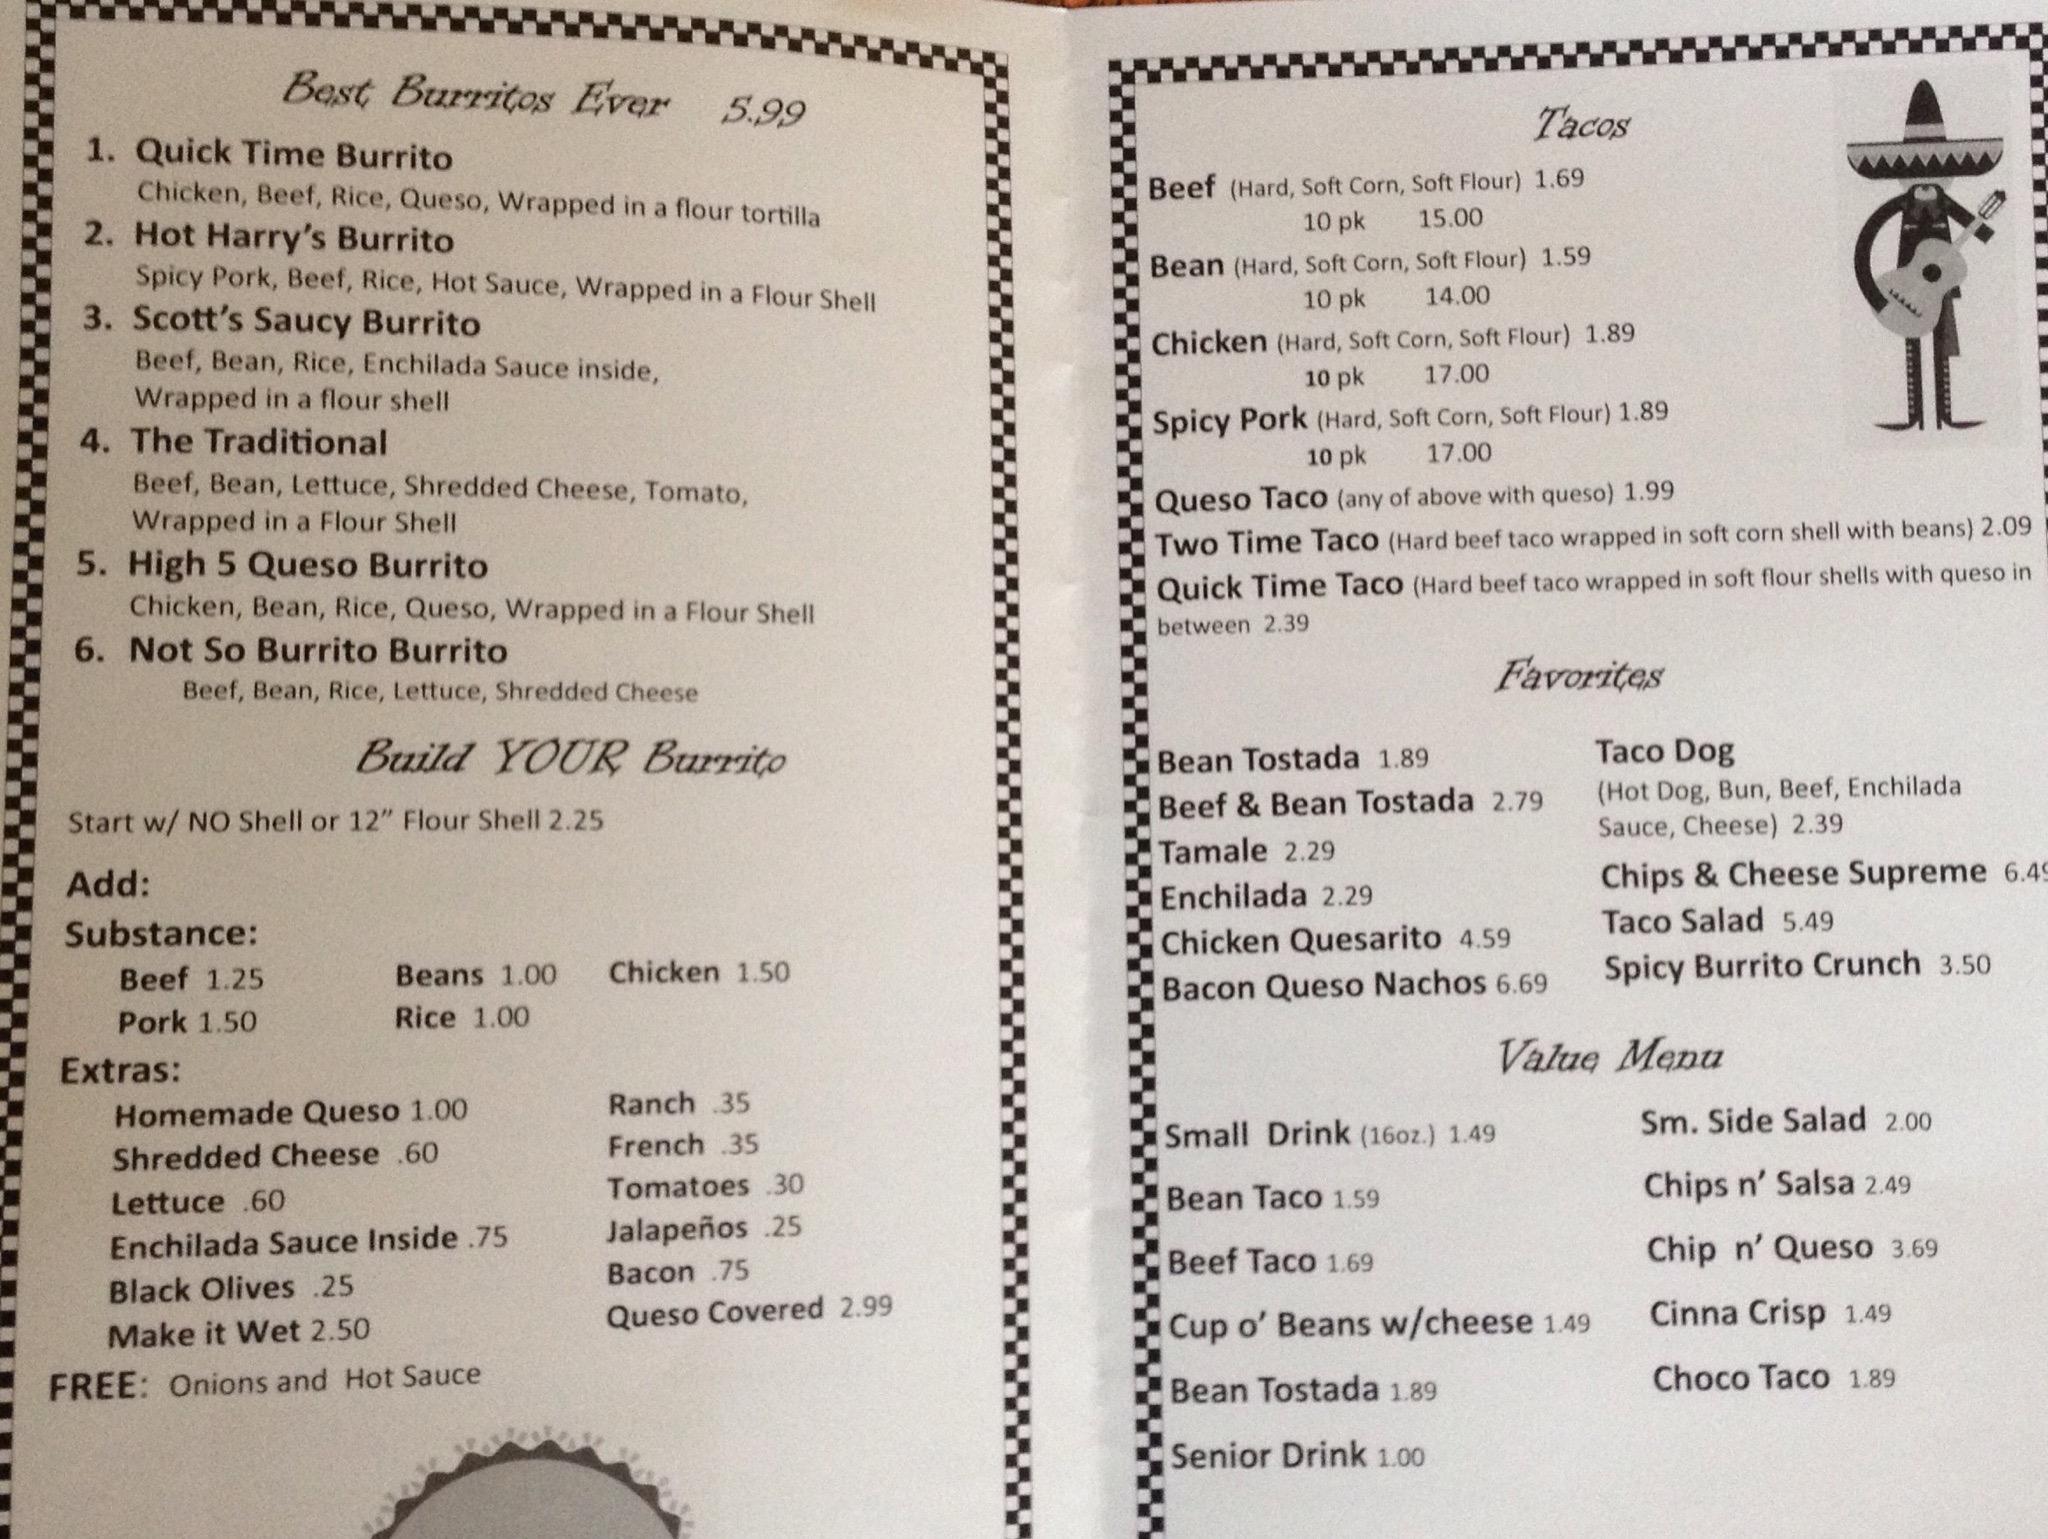 Best Burritos Ever 5.99
1. Quick Time Burrito
Chicken, Beef, Rice, Queso, Wrapped in a flour tortilla
2. Hot Harry's Burrito
Spicy Pork, Beef, Rice, Hot Sauce, Wrapped in a Flour Shell
3. Scott's Saucy Burrito
Beef, Bean, Rice, Enchilada Sauce inside,
Wrapped in a flour shell
4. The Traditional
Beef, Bean, Lettuce, Shredded Cheese, Tomato,
Wrapped in a Flour Shell
5. High 5 Queso Burrito
Chicken, Bean, Rice, Queso, Wrapped in a Flour Shell
6. Not So Burrito Burrito
Beef, Bean, Rice, Lettuce, Shredded Cheese
Build YOUR Burrito
Start w/ NO Shell or 12" Flour Shell 2.25
Add:
Substance:
Beef 1.25 Beans 1.00 Chicken 1.50
Pork 1.50 Rice 1.00
Extras:
Homemade Queso 1.00
Shredded Cheese .60
Lettuce .60
Enchilada Sauce Inside .75
Black Olives .25
Make it Wet 2.50
Ranch .35
French .35
Tomatoes .30
Jalapeños .25
Bacon .75
Queso Covered 2.99
FREE: Onions and Hot Sauce
Tacos
Beef (Hard, Soft Corn, Soft Flour) 1.69
10 pk 15.00
Bean (Hard, Soft Corn, Soft Flour) 1.59
10 pk 14.00
Chicken (Hard, Soft Corn, Soft Flour) 1.89
10 pk 17.00
Spicy Pork (Hard, Soft Corn, Soft Flour) 1.89
10 pk 17.00
Queso Taco (any of above with queso) 1.99
Two Time Taco (Hard beef taco wrapped in soft corn shell with beans) 2.09
Quick Time Taco (Hard beef taco wrapped in soft flour shells with queso in
between 2.39
Favorites
Bean Tostada 1.89
Beef & Bean Tostada 2.79
Tamale 2.29
Enchilada 2.29
Chicken Quesarito 4.59
Bacon Queso Nachos 6.69
Taco Dog
(Hot Dog, Bun, Beef, Enchilada
Sauce, Cheese) 2.39
Chips & Cheese Supreme 6.49
Taco Salad 5.49
Spicy Burrito Crunch 3.50
Value Menu
Small Drink (16oz.) 1.49
Bean Taco 1.59
Beef Taco 1.69
Cup o' Beans w/cheese 1.49
Bean Tostada 1.89
Senior Drink 1.00
Sm. Side Salad 2.00
Chips n' Salsa 2.49
Chip n' Queso 3.69
Cinna Crisp 1.49
Choco Taco 1.89